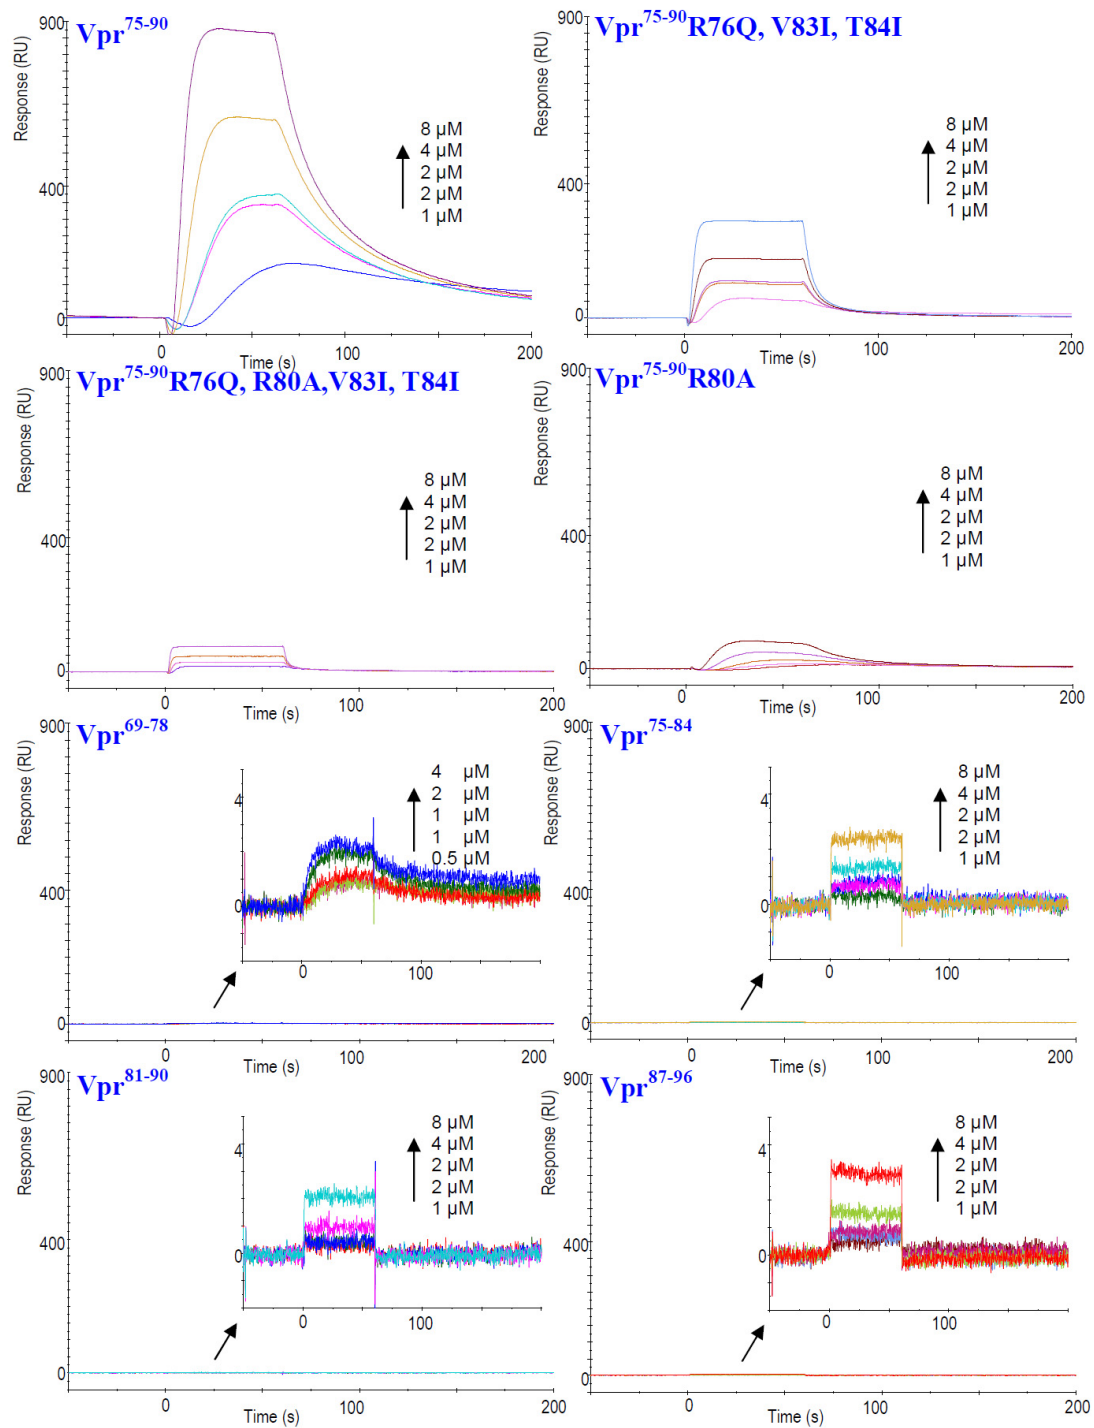 Vpr75-90
900
400
0
Response (RU)
8 µM
4 µM
2 µM
2 µM
1 µM
0
100
200
Time (s)
Vpr75-90R76Q, V83I, T84I
900
400
0
Response (RU)
8 µM
4 µM
2 µM
2 µM
1 µM
0
100
200
Time (s)
Vpr75-90R76Q, R80A,V83I, T84I
900
400
0
Response (RU)
8 µM
4 µM
2 µM
2 µM
1 µM
0
100
200
Time (s)
Vpr75-90R80A
900
400
0
Response (RU)
8 µM
4 µM
2 µM
2 µM
1 µM
0
100
200
Time (s)
Vpr69-78
900
400
0
Response (RU)
4
0
4 µM
2 µM
1 µM
1 µM
0.5 µM
0
100
0
100
200
Time (s)
Vpr75-84
900
400
0
Response (RU)
4
0
8 µM
4 µM
2 µM
2 µM
1 µM
0
100
0
100
200
Time (s)
Vpr81-90
900
400
0
Response (RU)
4
0
8 µM
4 µM
2 µM
2 µM
1 µM
0
100
0
100
200
Time (s)
Vpr87-96
900
400
0
Response (RU)
4
0
8 µM
4 µM
2 µM
2 µM
1 µM
0
100
0
100
200
Time (s)